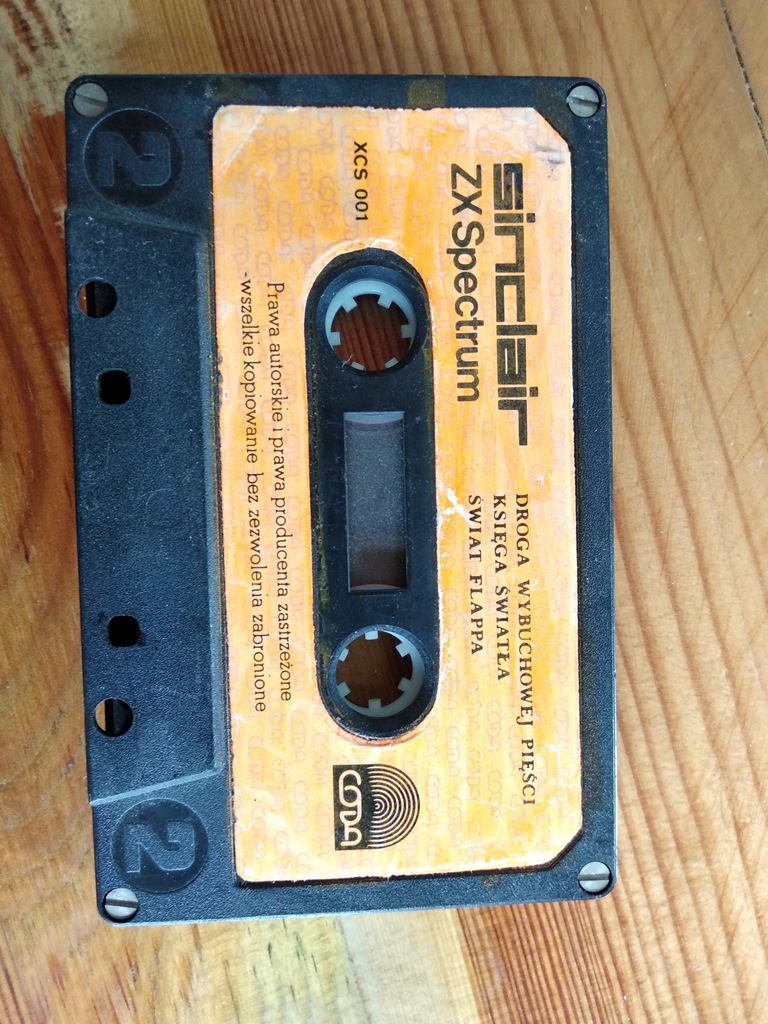 sinclair
ZX Spectrum
DROGA WYBUCHOWEJ PIĘŚCI
KSIĘGA ŚWIATŁA
ŚWIAT FLAPPA
XCS 001
CODA
Prawa autorskie i prawa producenta zastrzeżone
-wszelkie kopiowanie bez zezwolenia zabronione
2
2